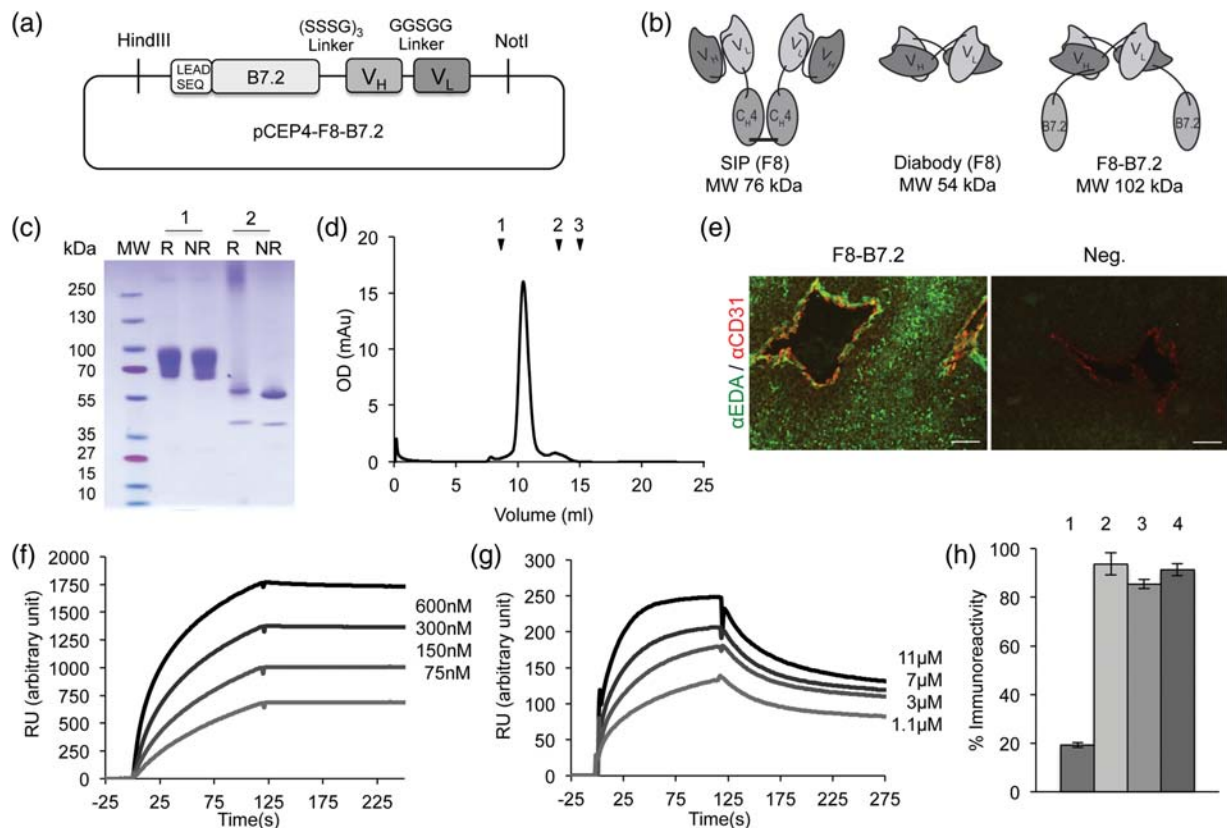 (a)
HindIII
(SSSG)3
Linker
GGSGG
Linker
NotI
LEAD
SEQ
B7.2
VH
VL
pCEP4-F8-B7.2
(b)
VH
VL
VL
VH
CH4
CH4
SIP (F8)
MW 76 kDa
VH
VL
Diabody (F8)
MW 54 kDa
VH
VL
B7.2
B7.2
F8-B7.2
MW 102 kDa
(c)
1
2
kDa
MW
R
NR
R
NR
250
130
100
70
55
35
27
15
10
(d)
1
2
3
20
15
10
5
0
OD (mAu)
0
5
10
15
20
25
Volume (ml)
(e)
F8-B7.2
Neg.
αEDA / αCD31
(f)
2000
1750
1500
1250
1000
750
500
250
0
RU (arbitrary unit)
600nM
300nM
150nM
75nM
-25
25
75
125
175
225
Time(s)
(g)
300
250
200
150
100
50
0
RU (arbitrary unit)
11µM
7µM
3µM
1.1µM
-25
25
75
125
175
225
275
Time(s)
(h)
1
2
3
4
100
80
60
40
20
0
% Immunoreactivity